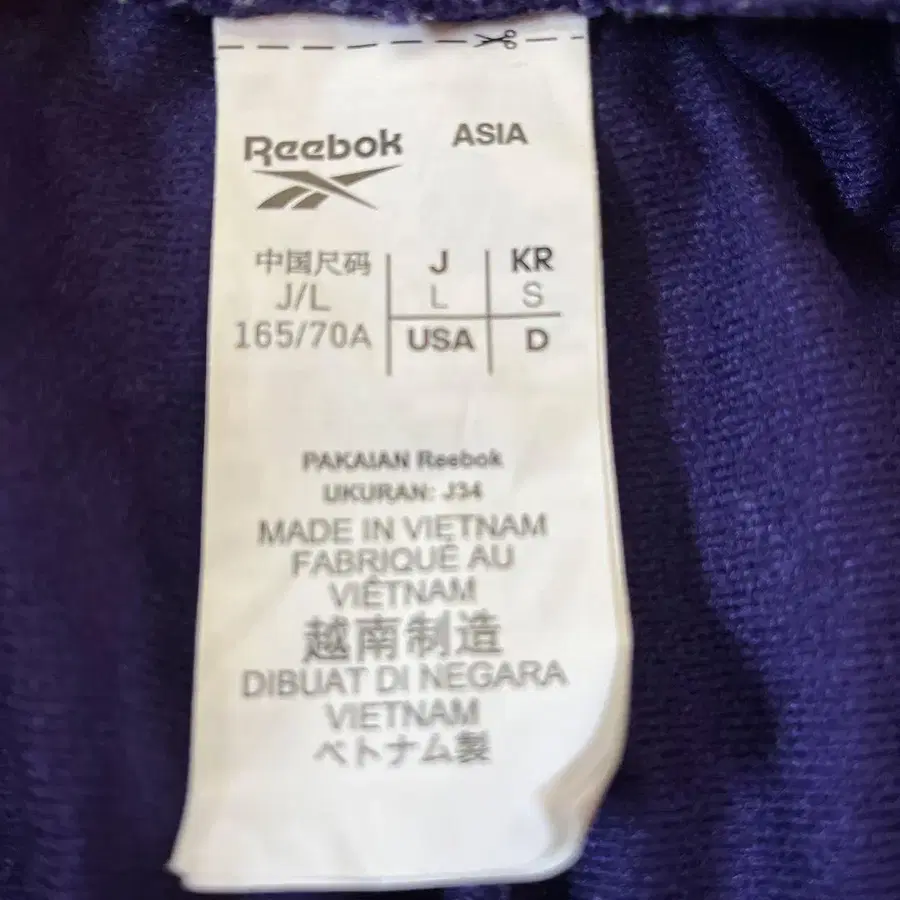 Reebok ASIA
中国尺码 J KR
J/L L S
165/70A USA D
PAKAIAN Reebok
UKURAN: J34
MADE IN VIETNAM
FABRIQUÉ AU
VIÊTNAM
越南制造
DIBUAT DI NEGARA
VIETNAM
ベトナム製